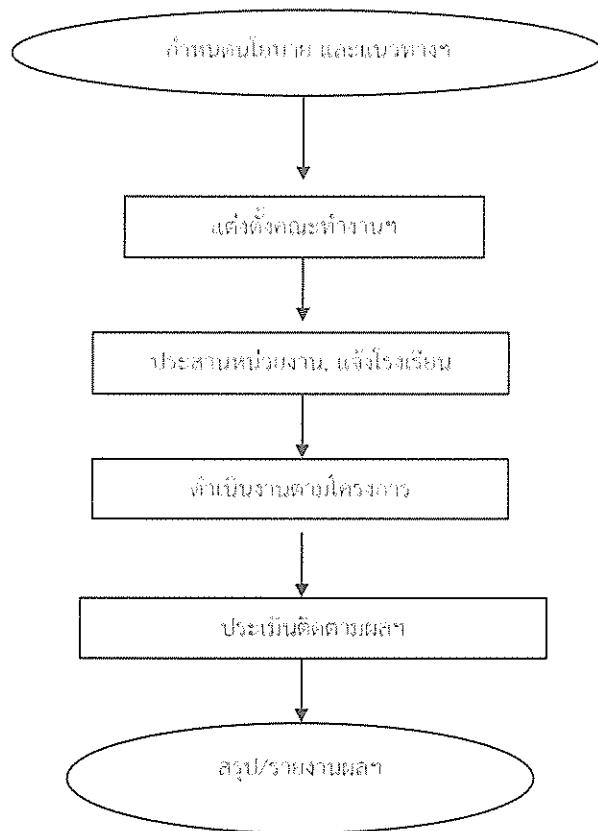 กำหนดนโยบาย และแนวทางฯ
แต่งตั้งคณะทำงานฯ
ประสานหน่วยงาน, แจ้งโรงเรียน
ดำเนินงานตามโครงการ
ประเมินติดตามผลฯ
สรุป/รายงานผลฯ